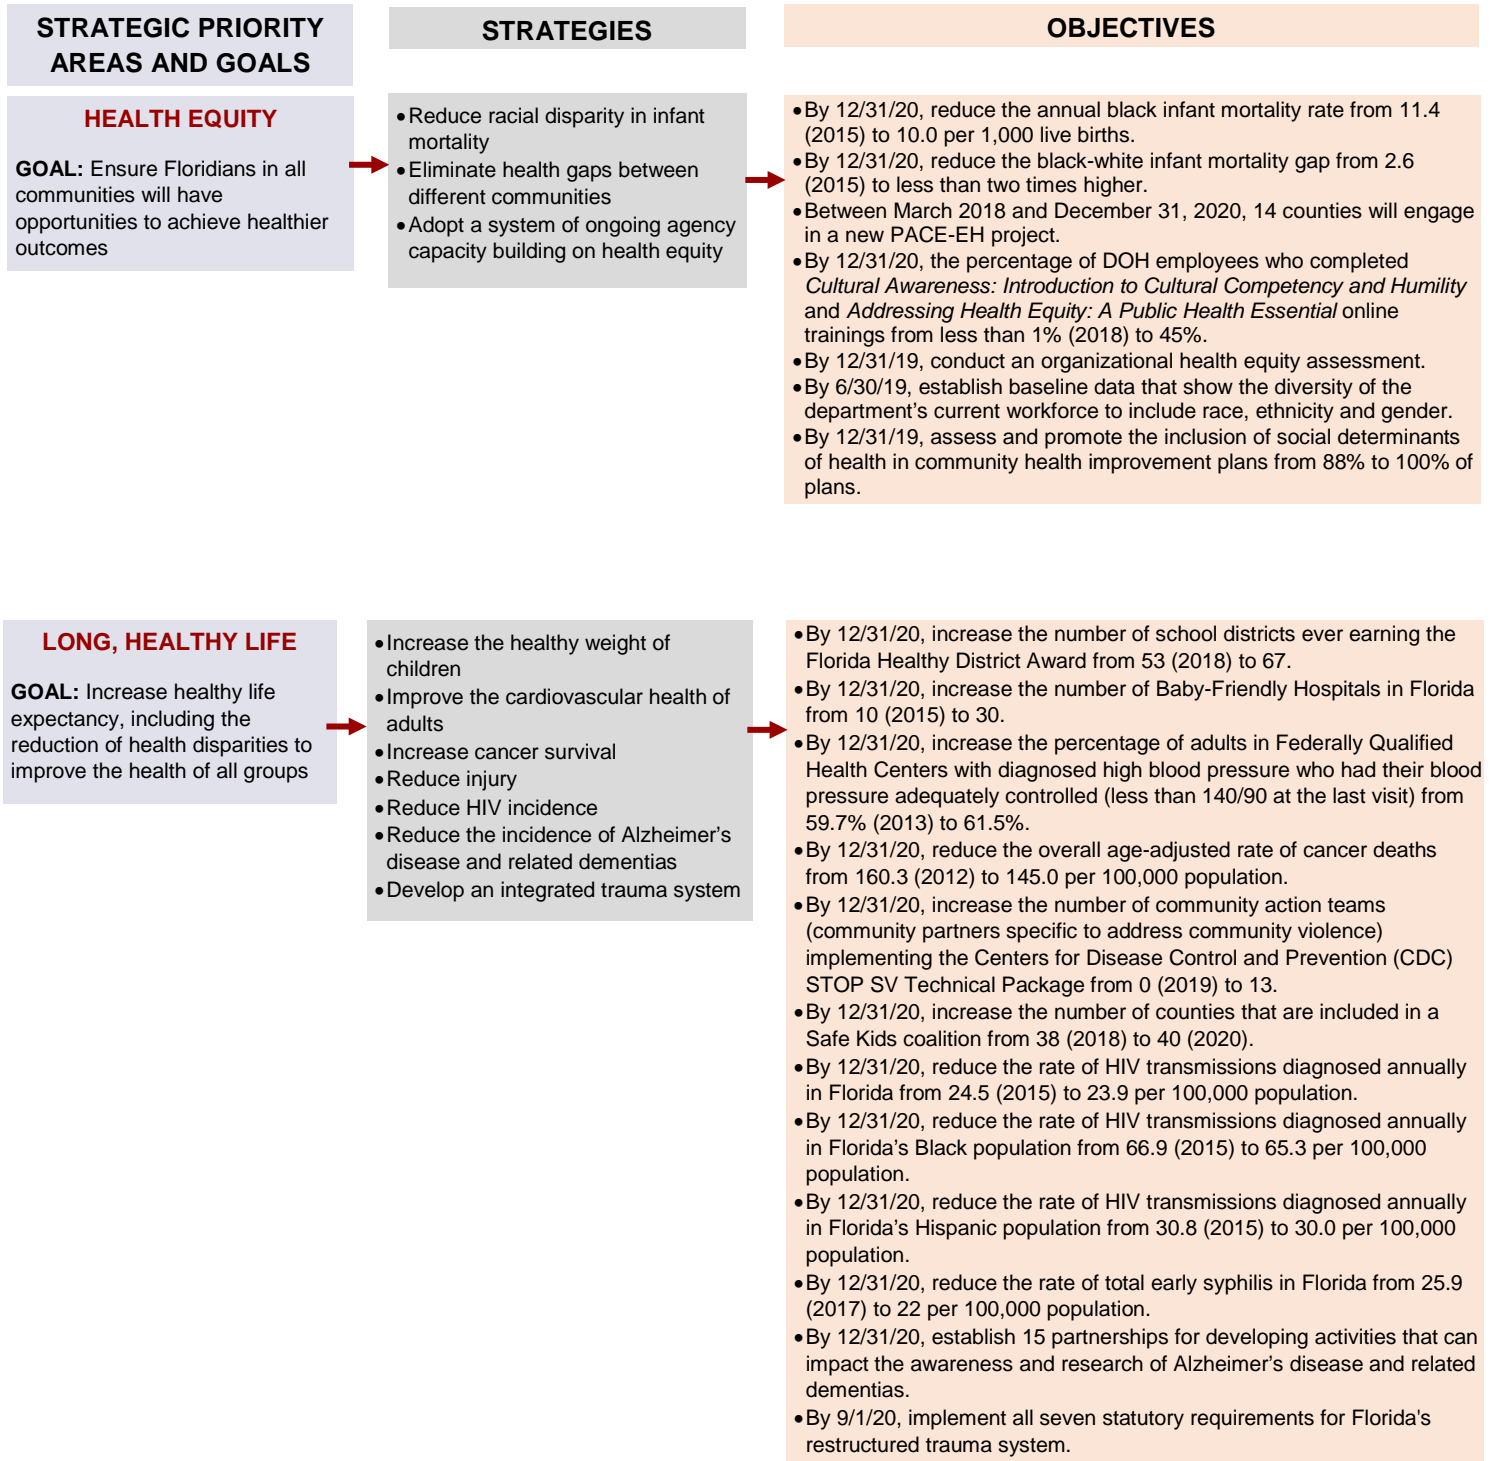 STRATEGIC PRIORITY
AREAS AND GOALS
STRATEGIES
OBJECTIVES
HEALTH EQUITY
GOAL: Ensure Floridians in all
communities will have
opportunities to achieve healthier
outcomes
•Reduce racial disparity in infant
mortality
•Eliminate health gaps between
different communities
•Adopt a system of ongoing agency
capacity building on health equity
•By 12/31/20, reduce the annual black infant mortality rate from 11.4
(2015) to 10.0 per 1,000 live births.
•By 12/31/20, reduce the black-white infant mortality gap from 2.6
(2015) to less than two times higher.
•Between March 2018 and December 31, 2020, 14 counties will engage
in a new PACE-EH project.
•By 12/31/20, the percentage of DOH employees who completed
Cultural Awareness: Introduction to Cultural Competency and Humility
and Addressing Health Equity: A Public Health Essential online
trainings from less than 1% (2018) to 45%.
•By 12/31/19, conduct an organizational health equity assessment.
•By 6/30/19, establish baseline data that show the diversity of the
department's current workforce to include race, ethnicity and gender.
•By 12/31/19, assess and promote the inclusion of social determinants
of health in community health improvement plans from 88% to 100% of
plans.
LONG, HEALTHY LIFE
GOAL: Increase healthy life
expectancy, including the
reduction of health disparities to
improve the health of all groups
•Increase the healthy weight of
children
•Improve the cardiovascular health of
adults
•Increase cancer survival
•Reduce injury
•Reduce HIV incidence
•Reduce the incidence of Alzheimer's
disease and related dementias
•Develop an integrated trauma system
•By 12/31/20, increase the number of school districts ever earning the
Florida Healthy District Award from 53 (2018) to 67.
•By 12/31/20, increase the number of Baby-Friendly Hospitals in Florida
from 10 (2015) to 30.
•By 12/31/20, increase the percentage of adults in Federally Qualified
Health Centers with diagnosed high blood pressure who had their blood
pressure adequately controlled (less than 140/90 at the last visit) from
59.7% (2013) to 61.5%.
•By 12/31/20, reduce the overall age-adjusted rate of cancer deaths
from 160.3 (2012) to 145.0 per 100,000 population.
•By 12/31/20, increase the number of community action teams
(community partners specific to address community violence)
implementing the Centers for Disease Control and Prevention (CDC)
STOP SV Technical Package from 0 (2019) to 13.
•By 12/31/20, increase the number of counties that are included in a
Safe Kids coalition from 38 (2018) to 40 (2020).
•By 12/31/20, reduce the rate of HIV transmissions diagnosed annually
in Florida from 24.5 (2015) to 23.9 per 100,000 population.
•By 12/31/20, reduce the rate of HIV transmissions diagnosed annually
in Florida's Black population from 66.9 (2015) to 65.3 per 100,000
population.
•By 12/31/20, reduce the rate of HIV transmissions diagnosed annually
in Florida's Hispanic population from 30.8 (2015) to 30.0 per 100,000
population.
•By 12/31/20, reduce the rate of total early syphilis in Florida from 25.9
(2017) to 22 per 100,000 population.
•By 12/31/20, establish 15 partnerships for developing activities that can
impact the awareness and research of Alzheimer's disease and related
dementias.
•By 9/1/20, implement all seven statutory requirements for Florida's
restructured trauma system.